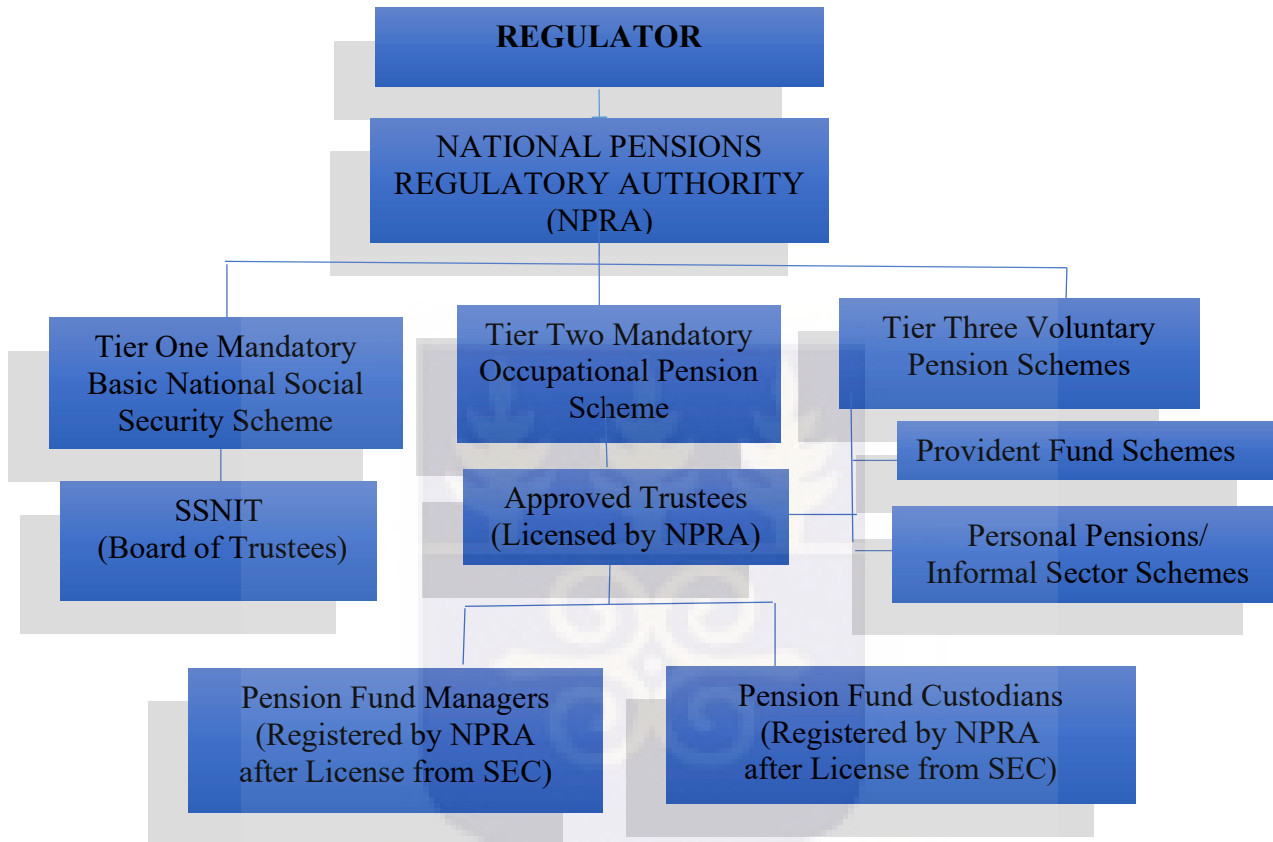 REGULATOR
NATIONAL PENSIONS
REGULATORY AUTHORITY
(NPRA)
Tier One Mandatory
Basic National Social
Security Scheme
Tier Two Mandatory
Occupational Pension
Scheme
Tier Three Voluntary
Pension Schemes
Provident Fund Schemes
SSNIT
(Board of Trustees)
Approved Trustees
(Licensed by NPRA)
Personal Pensions/
Informal Sector Schemes
Pension Fund Managers
(Registered by NPRA
after License from SEC)
Pension Fund Custodians
(Registered by NPRA
after License from SEC)